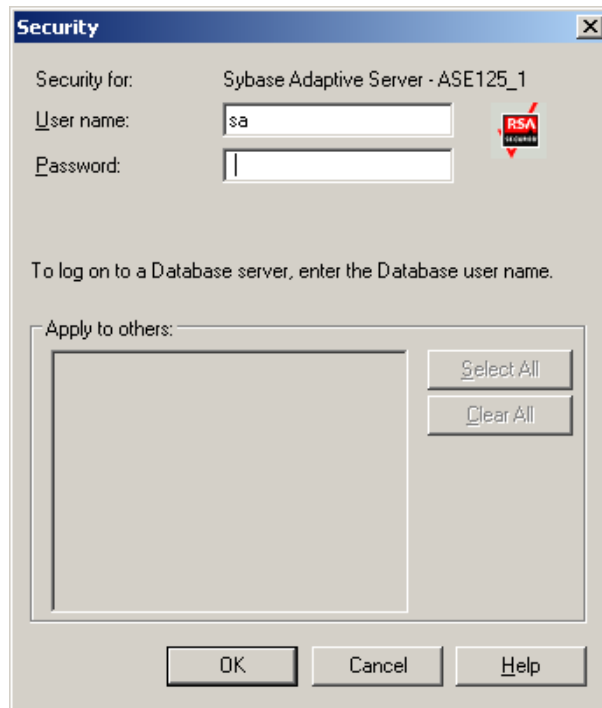 Security
Security for: Sybase Adaptive Server - ASE125_1
User name: sa
RSA
SECURED
Password:
To log on to a Database server, enter the Database user name.
Apply to others:
Select All
Clear All
OK Cancel Help